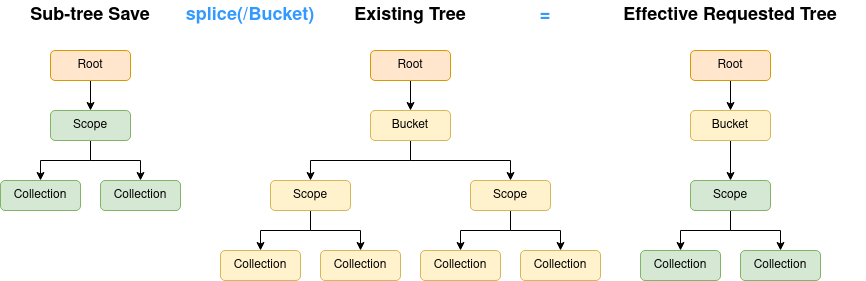 Sub-tree Save splice(/Bucket) Existing Tree = Effective Requested Tree
Root Root Root
Scope Bucket Bucket
Collection Collection Scope Scope Scope
Collection Collection Collection Collection Collection Collection